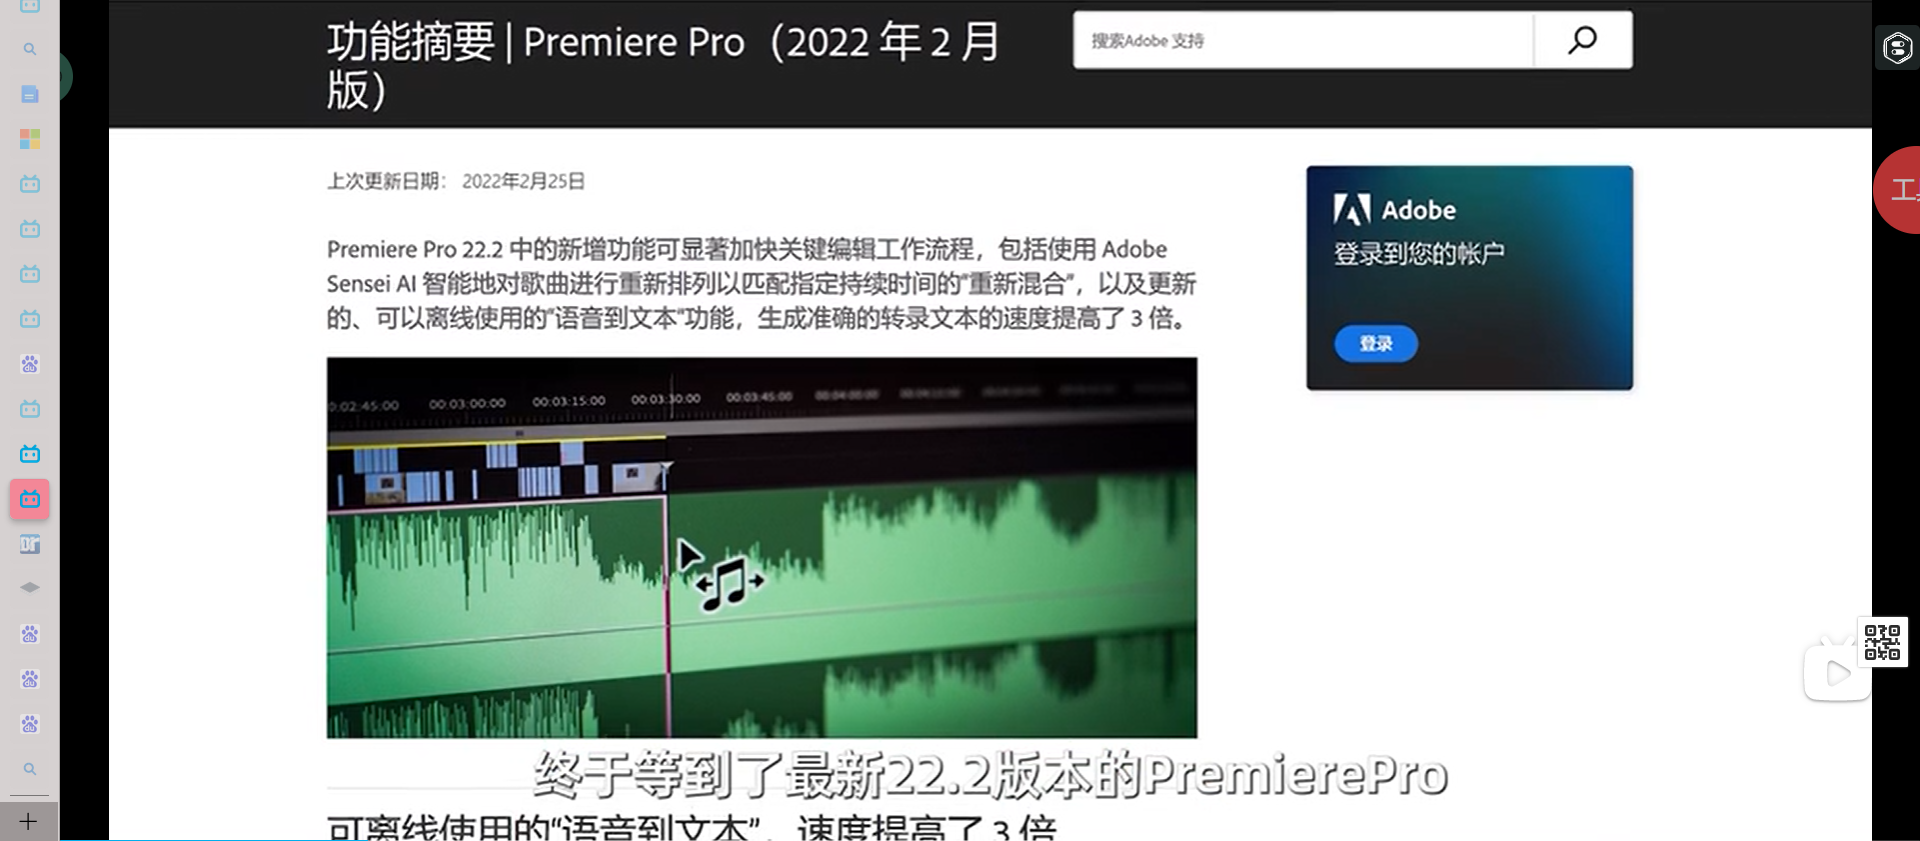 功能摘要 | Premiere Pro（2022 年 2 月
版）
搜索Adobe 支持
上次更新日期： 2022年2月25日
Adobe
登录到您的帐户
登录
Premiere Pro 22.2 中的新增功能可显著加快关键编辑工作流程，包括使用 Adobe
Sensei AI 智能地对歌曲进行重新排列以匹配指定持续时间的"重新混合"，以及更新
的、可以离线使用的"语音到文本"功能，生成准确的转录文本的速度提高了 3 倍。
0:02:45:00 00:03:00:00 00:03:15:00 00:03:30:00 00:03:45:00
终于等到了最新22.2版本的PremierePro
可离线使用的"语音到文本"，速度提高了 3 倍